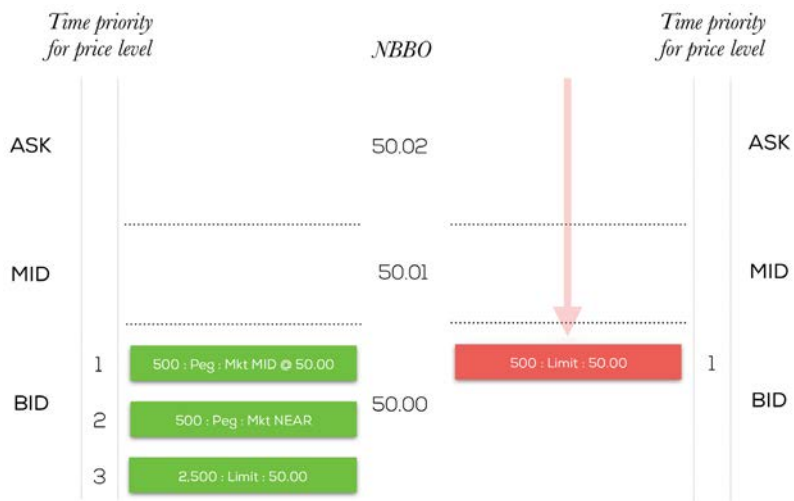 Time priority
for price level
NBBO
Time priority
for price level
ASK
50.02
ASK
MID
50.01
MID
1
500 : Peg : Mkt MID @ 50.00
500 : Limit : 50.00
1
BID
50.00
BID
2
500 : Peg : Mkt NEAR
3
2,500 : Limit : 50.00